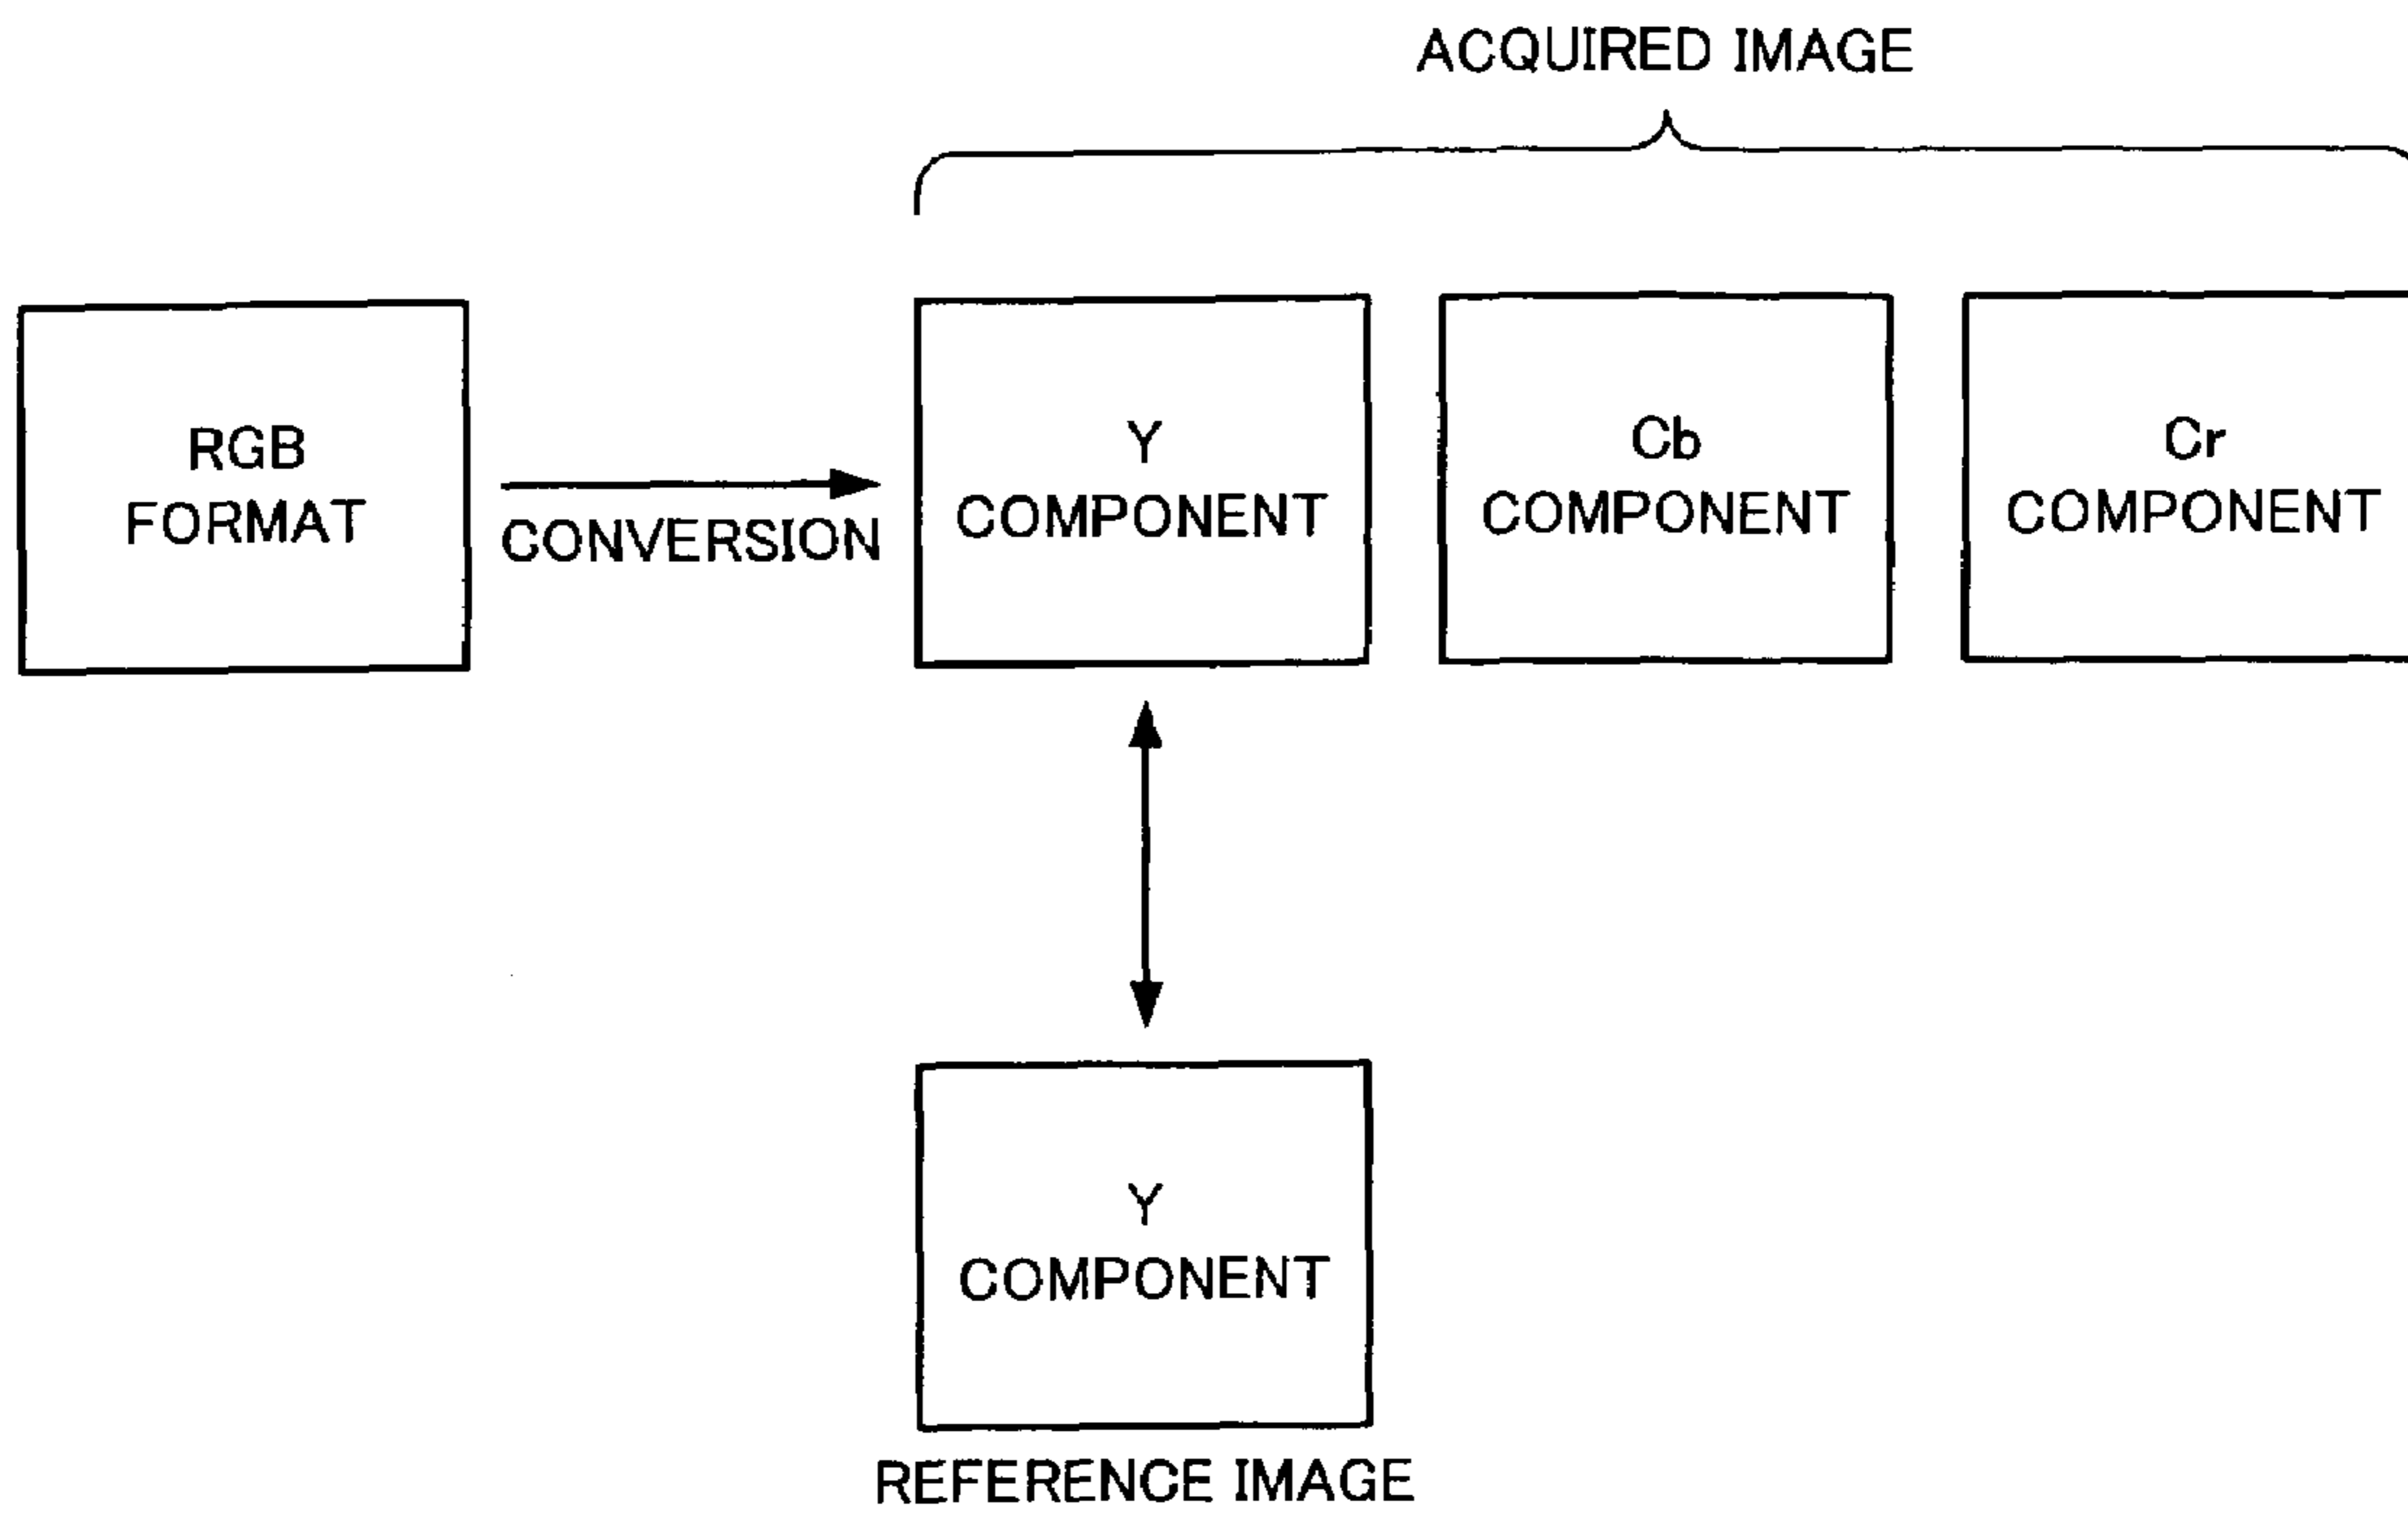 ACQUIRED IMAGE
RGB
FORMAT
CONVERSION
Y
COMPONENT
Cb
COMPONENT
Cr
COMPONENT
Y
COMPONENT
REFERENCE IMAGE